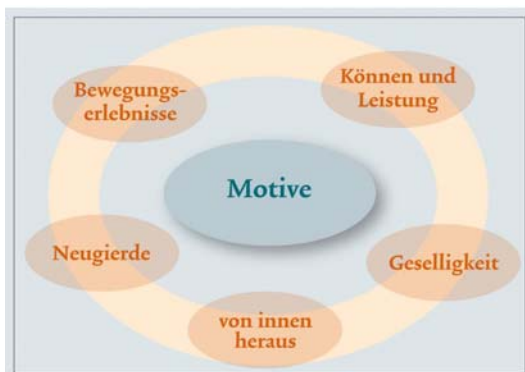 Bewegungs-
erlebnisse
Können und
Leistung
Motive
Neugierde
Geselligkeit
von innen
heraus